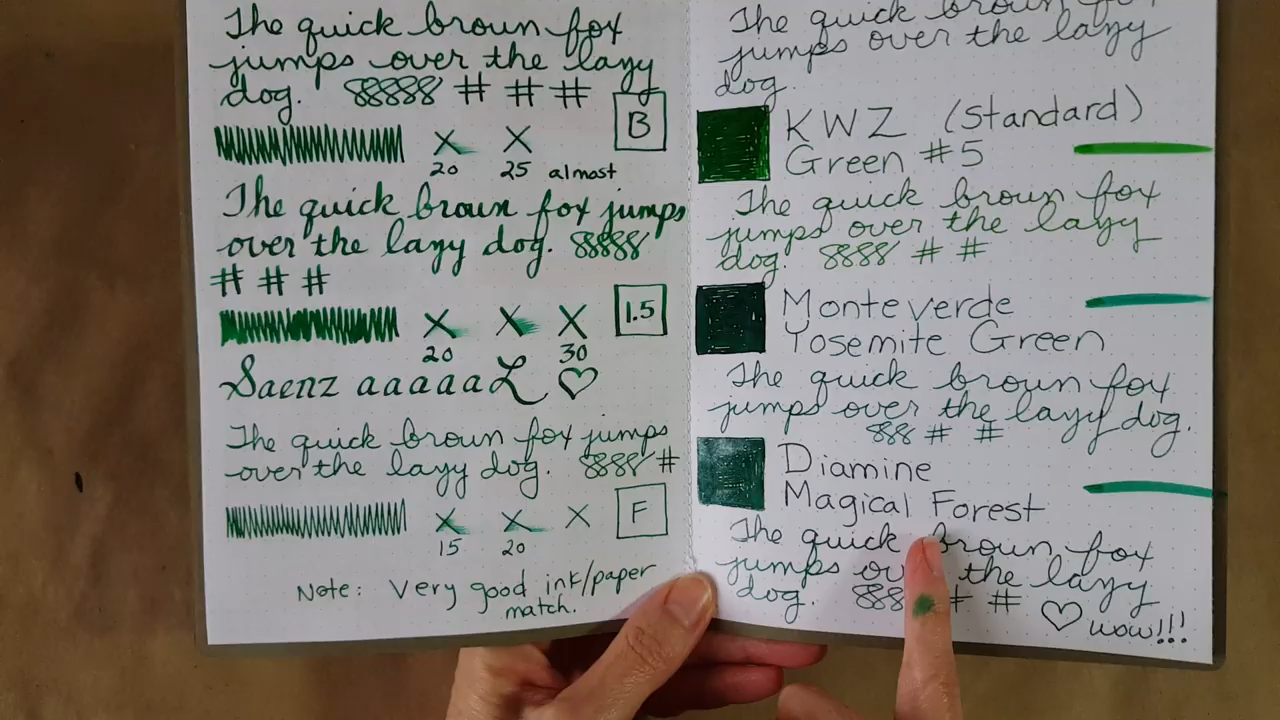 The quick broun fox
jumps over the lazy
dog. 88888 # # #
B
X X
20 25 almost
The quick broun fox jumps
over the lazy dog. 88888
# # #
1.5
X X X
20 30
Saenz aaaaa L ♡
The quick broun fox jumps
over the lazy dog. 8888 #
F
X X X
15 20
Note: Very good ink/paper
match.
The quick broun fox
jumps over the lazy
dog
KWZ (Standard)
Green #5
The quick broun fox
jumps over the lazy
dog. 8888 # #
Monteverde
Yosemite Green
The quick broun fox
jumps over the lazy dog.
888 # #
Diamine
Magical Forest
The quick broun fox
jumps the lazy
dog. # # ♡ wow!!!